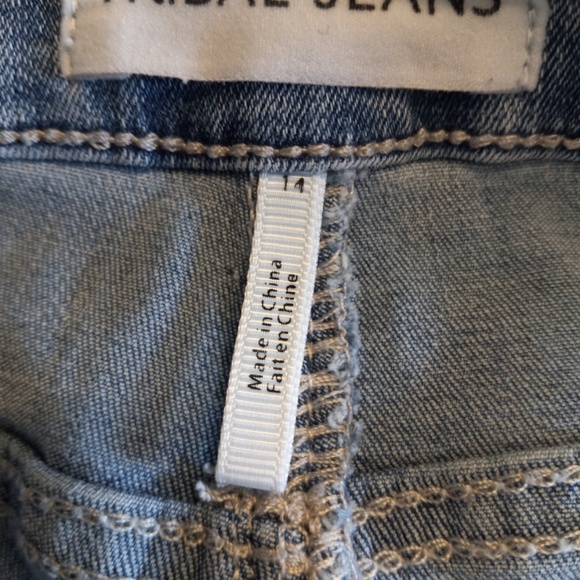 TRIBAL JEANS
14
Made in China
Fait en Chine